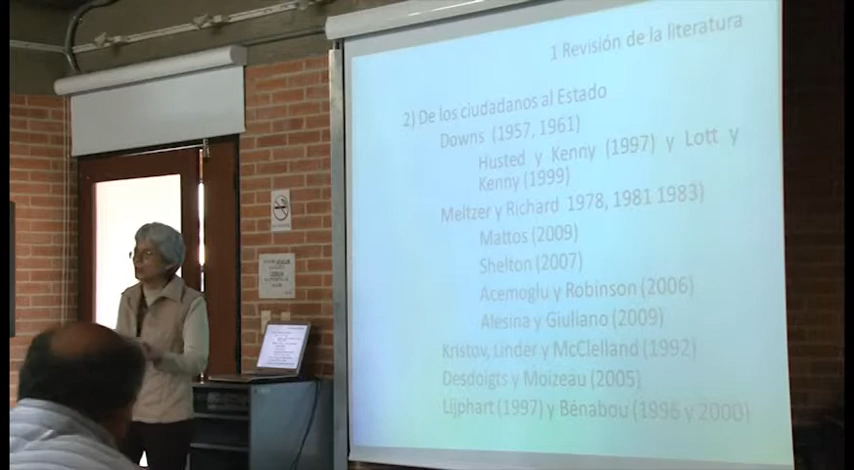 1 Revisión de la literatura
2) De los ciudadanos al Estado
Downs (1957, 1961)
Husted y Kenny (1997) y Lott y
Kenny (1999)
Meltzer y Richard 1978, 1981 1983)
Mattos (2009)
Shelton (2007)
Acemoglu y Robinson (2006)
Alesina y Giuliano (2009)
Kristov, Linder y McClelland (1992)
Desdoigts y Moizeau (2005)
Lijphart (1997) y Bénabou (1996 y 2000)